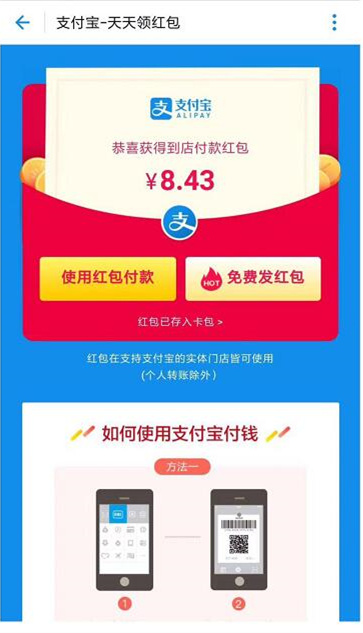 支付宝-天天领红包
支付宝
ALIPAY
恭喜获得到店付款红包
¥8.43
支
使用红包付款
HOT
免费发红包
红包已存入卡包 >
红包在支持支付宝的实体门店皆可使用
(个人转账除外)
如何使用支付宝付钱
方法一
1
2